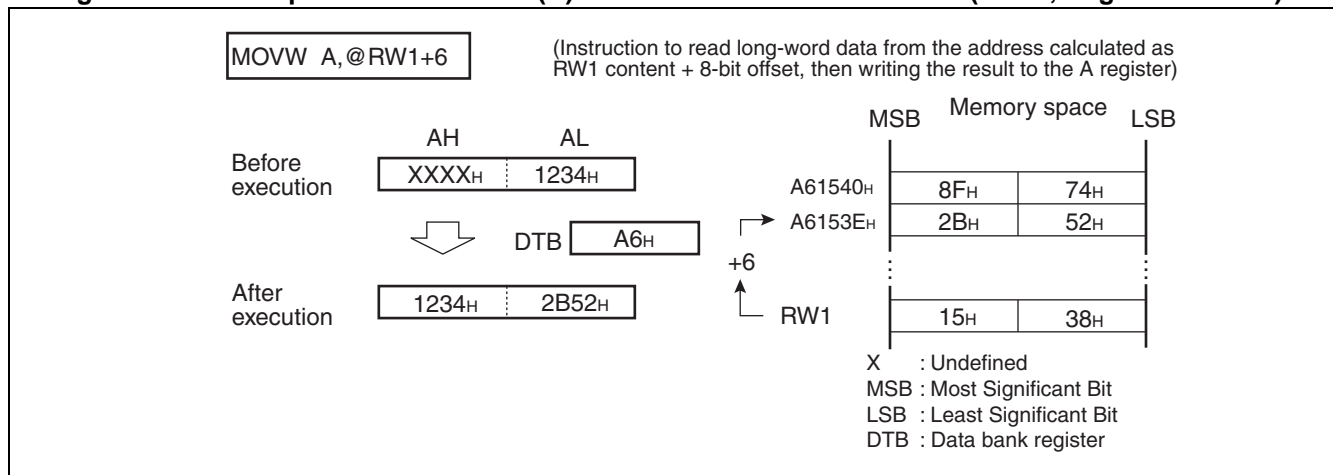 MOVW A,@RW1+6
(Instruction to read long-word data from the address calculated as
RW1 content + 8-bit offset, then writing the result to the A register)
MSB Memory space LSB
AH AL
Before
execution
XXXXH 1234H
A61540H 8FH 74H
A6153EH 2BH 52H
DTB A6H
+6
After
execution
1234H 2B52H
RW1 15H 38H
X : Undefined
MSB : Most Significant Bit
LSB : Least Significant Bit
DTB : Data bank register